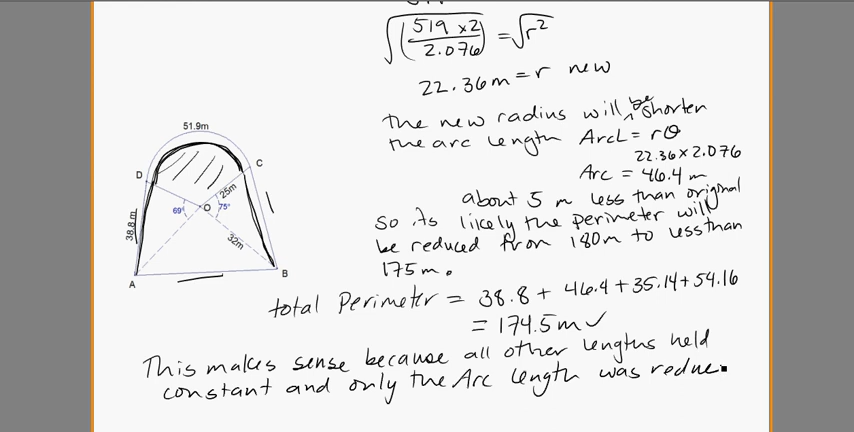 √(519 x2 / 2.076) = √r²
22.36m = r new
The new radius will be shorten
the arc length ArcL = rθ
22.36 x 2.076
Arc = 46.4 m
about 5 m less than original
So its likely the perimeter will
be reduced from 180m to less than
175m.
total Perimeter = 38.8 + 46.4 + 35.14 + 54.16
= 174.5m ✓
This makes sense because all other lengths held
constant and only the Arc length was reduc
51.9m
D
C
25m
69°
O
75°
38.8 m
32m
A
B